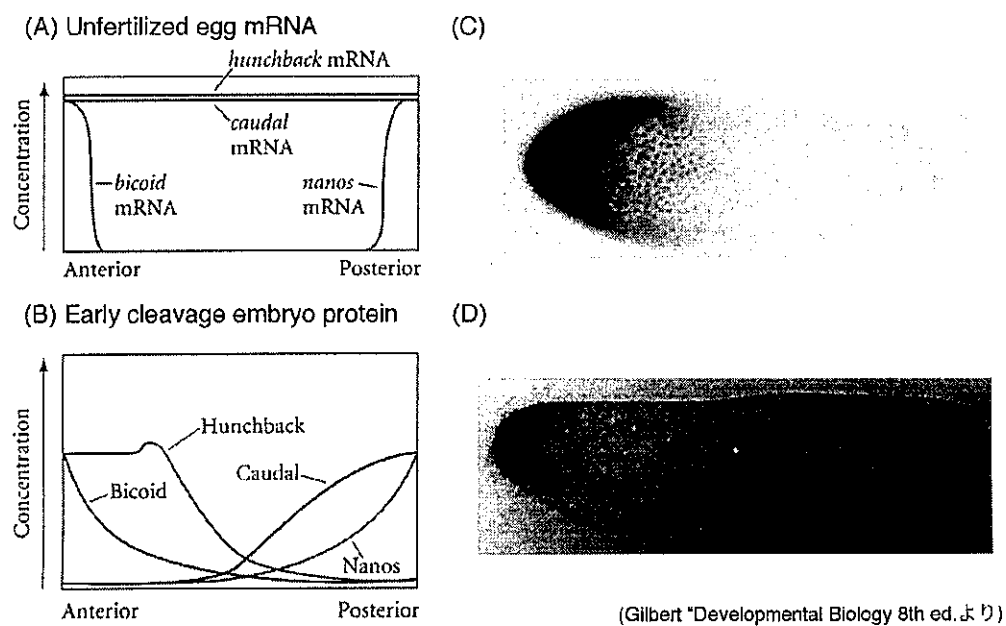 (A) Unfertilized egg mRNA
hunchback mRNA
caudal
mRNA
bicoid
mRNA
nanos
mRNA
Concentration
Anterior
Posterior
(B) Early cleavage embryo protein
Hunchback
Caudal
Bicoid
Nanos
Concentration
Anterior
Posterior
(C)
(D)
(Gilbert "Developmental Biology 8th ed.より)